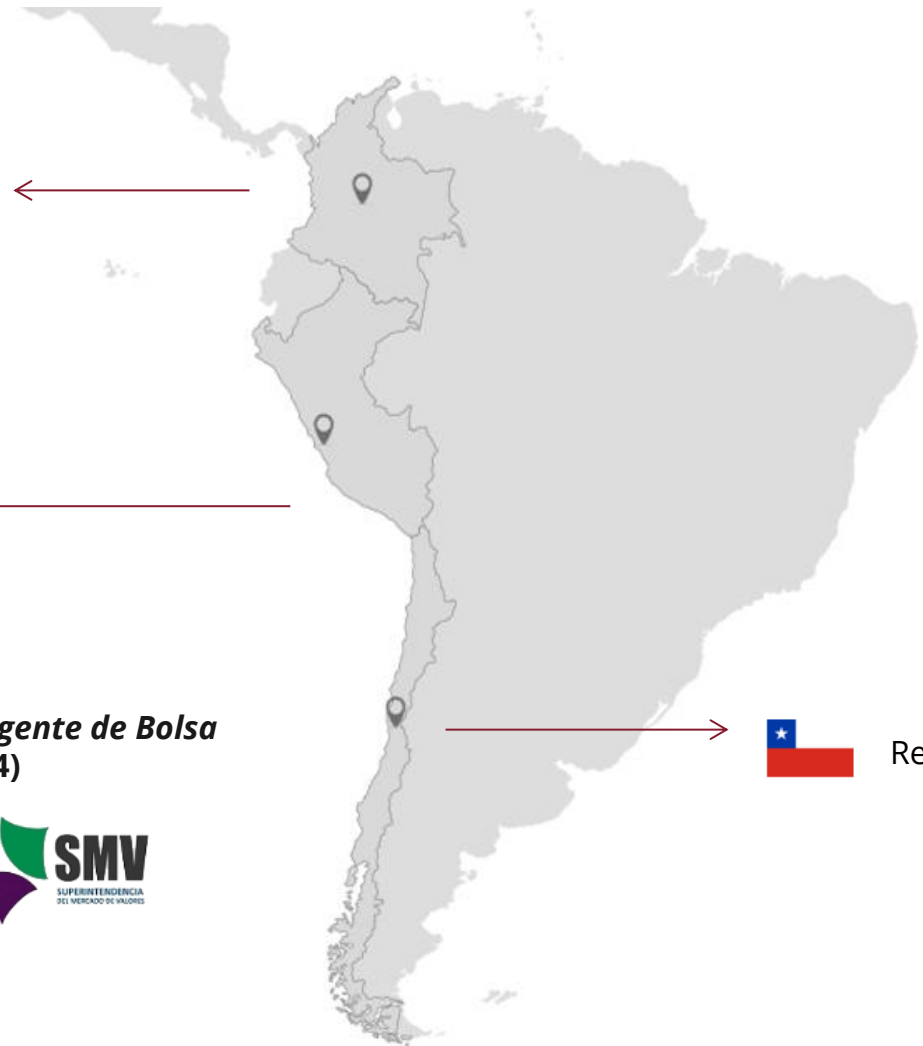 gente de Bolsa
4)
SMV
SUPERINTENDENCIA
DEL MERCADO DE VALORES
Re